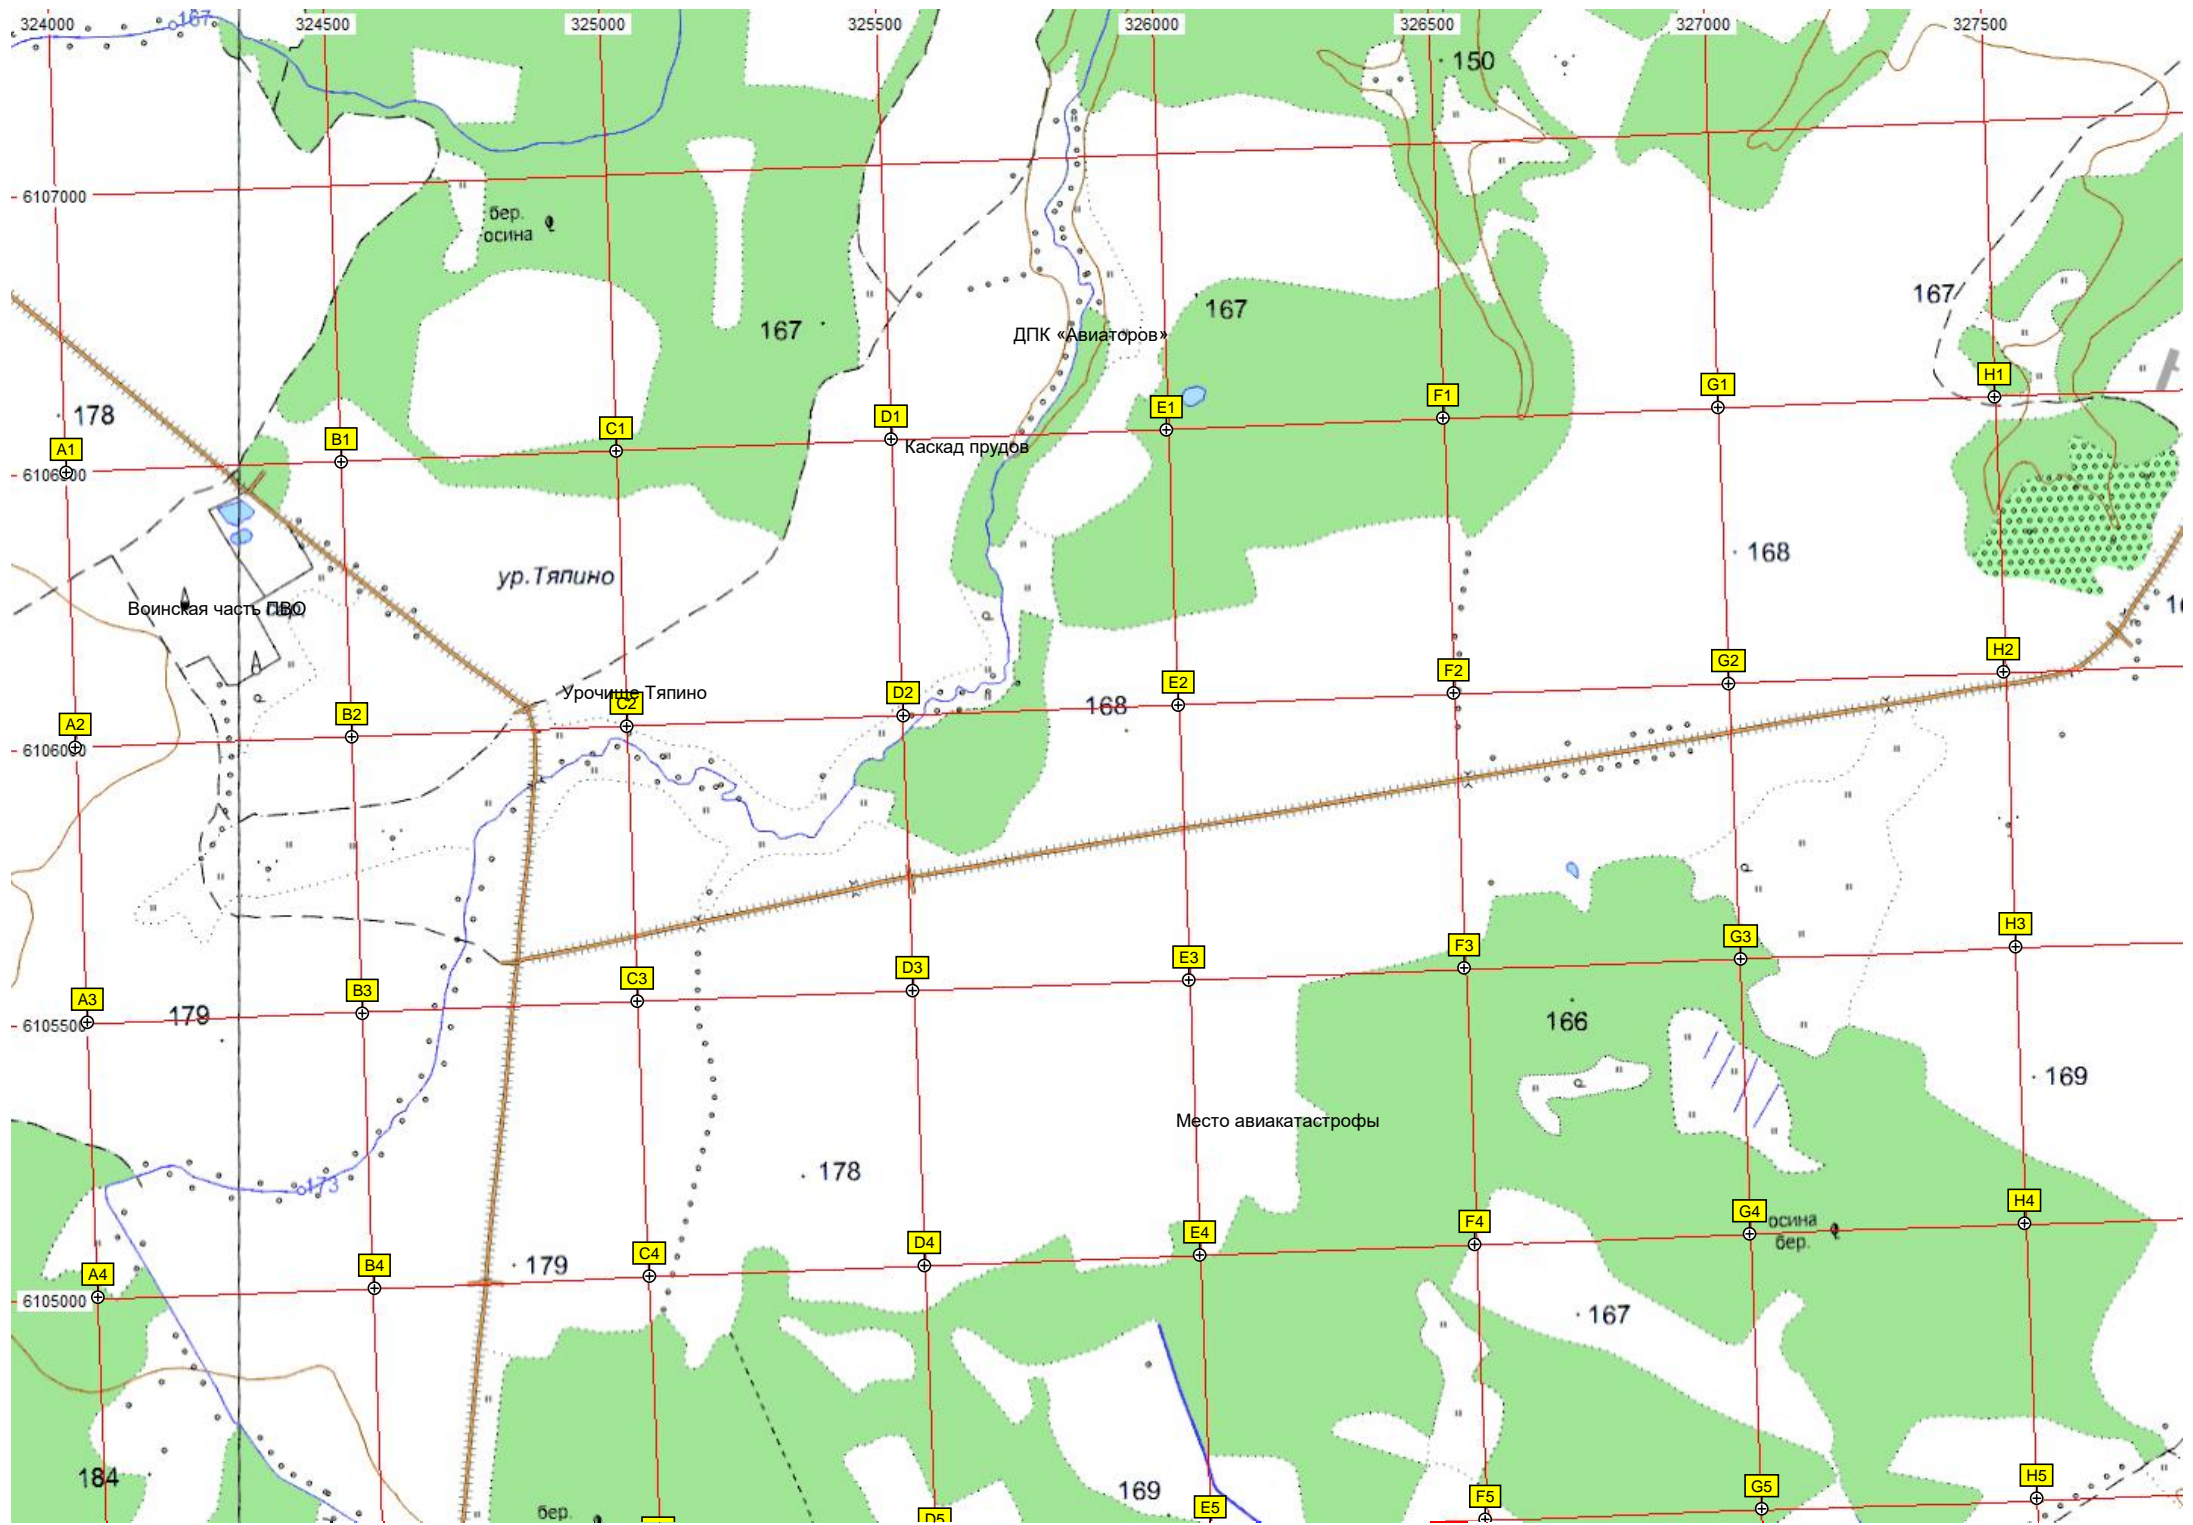 324000 324500 325000 325500 326000 326500 327000 327500
167
150
6107000
бер.
осина
167
167
167
ДПК «Авиаторов»
178
A1 B1 C1 D1 E1 F1 G1 H1
Каскад прудов
168
ур.Тяпино
Воинская часть ПВО
Урочище Тяпино
168
A2 B2 C2 D2 E2 F2 G2 H2
A3 B3 C3 D3 E3 F3 G3 H3
6105500
179
166
169
Место авиакатастрофы
178
173
A4 B4 C4 D4 E4 F4 G4 H4
осина
бер.
179
6105000
167
184
169
бер.
D5 E5 F5 G5 H5